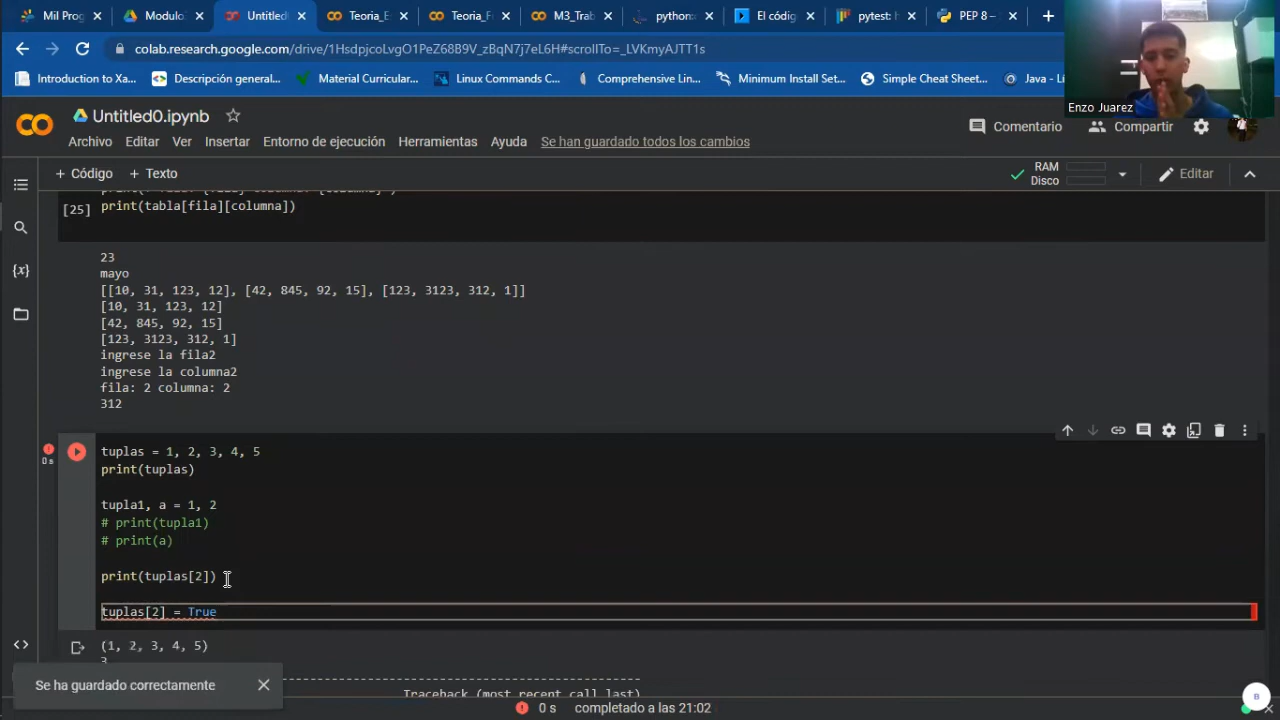 Mil Prog
Modulo:
Untitled
Teoria_E
Teoria_F
M3_Trab
python:
El códig
pytest: h
PEP 8 –
colab.research.google.com/drive/1HsdpjcoLvgO1PeZ68B9V_zBqN7j7eL6H#scrollTo=_LVKmyAJTT1s
Introduction to Xa...
Descripción general...
Material Curricular...
Linux Commands C...
Comprehensive Lin...
Minimum Install Set...
Simple Cheat Sheet...
Java - Li
Enzo Juarez
CO
Untitled0.ipynb
Comentario
Compartir
Archivo Editar Ver Insertar Entorno de ejecución Herramientas Ayuda Se han guardado todos los cambios
+ Código + Texto
RAM
Disco
Editar
[25]
print(tabla[fila][columna])
23
mayo
[[10, 31, 123, 12], [42, 845, 92, 15], [123, 3123, 312, 1]]
[10, 31, 123, 12]
[42, 845, 92, 15]
[123, 3123, 312, 1]
ingrese la fila2
ingrese la columna2
fila: 2 columna: 2
312
0 s
tuplas = 1, 2, 3, 4, 5
print(tuplas)
tupla1, a = 1, 2
# print(tupla1)
# print(a)
print(tuplas[2])
tuplas[2] = True
(1, 2, 3, 4, 5)
3
Traceback (most recent call last)
Se ha guardado correctamente
0 s completado a las 21:02
B